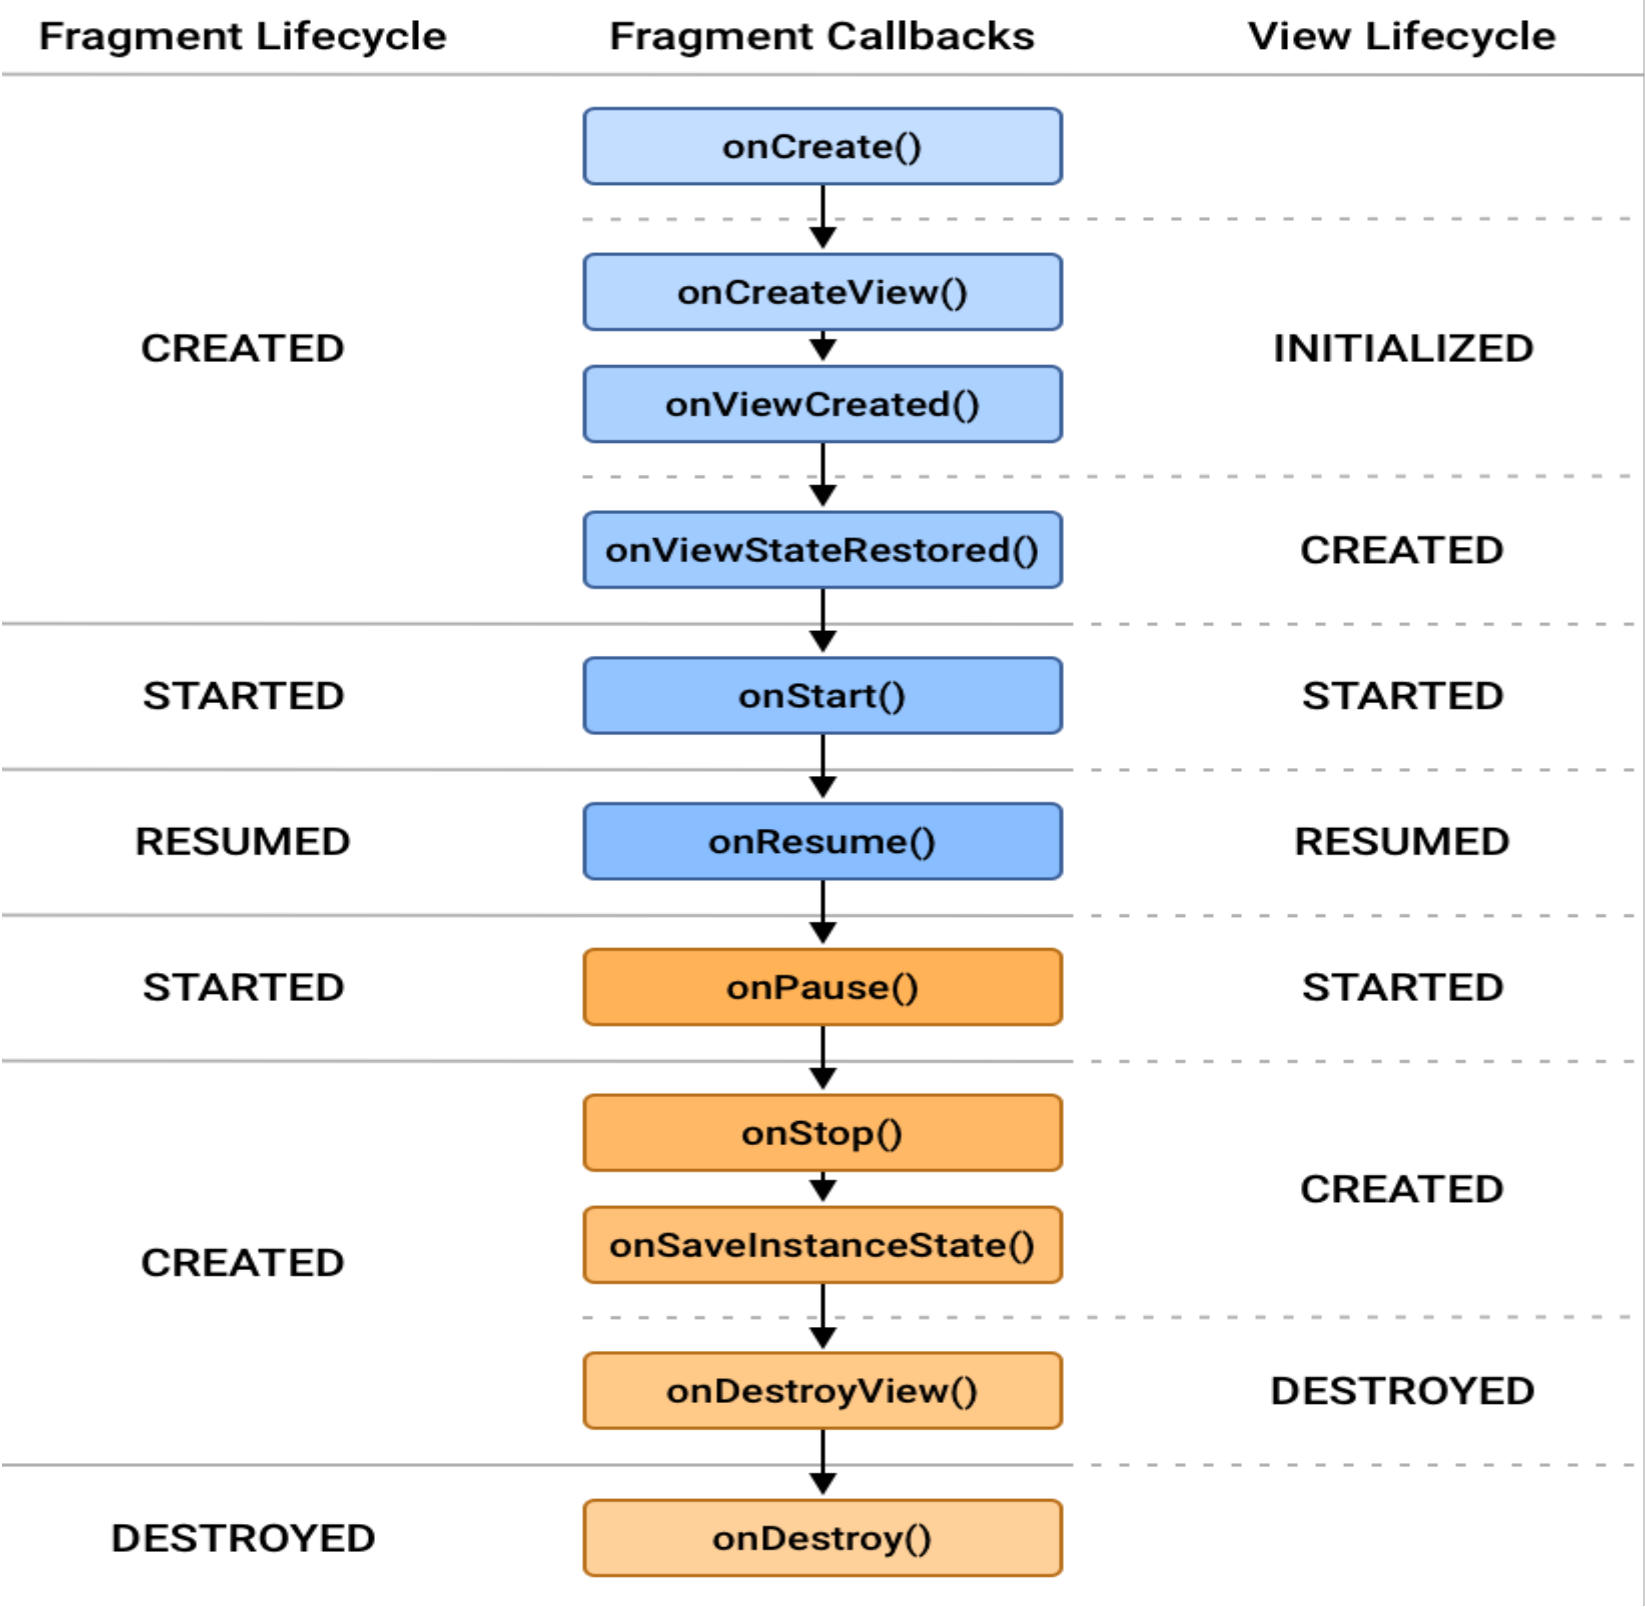 Fragment Lifecycle
Fragment Callbacks
View Lifecycle
onCreate()
onCreateView()
CREATED
INITIALIZED
onViewCreated()
onViewStateRestored()
CREATED
STARTED
onStart()
STARTED
RESUMED
onResume()
RESUMED
STARTED
onPause()
STARTED
onStop()
CREATED
onSaveInstanceState()
CREATED
onDestroyView()
DESTROYED
DESTROYED
onDestroy()